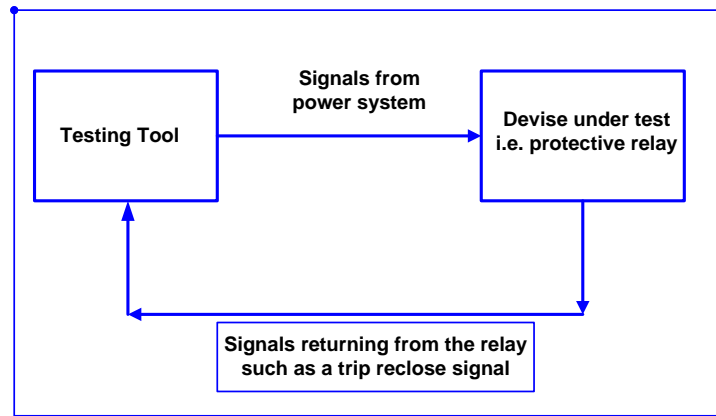 Signals from
power system
Testing Tool
Devise under test
i.e. protective relay
Signals returning from the relay
such as a trip reclose signal